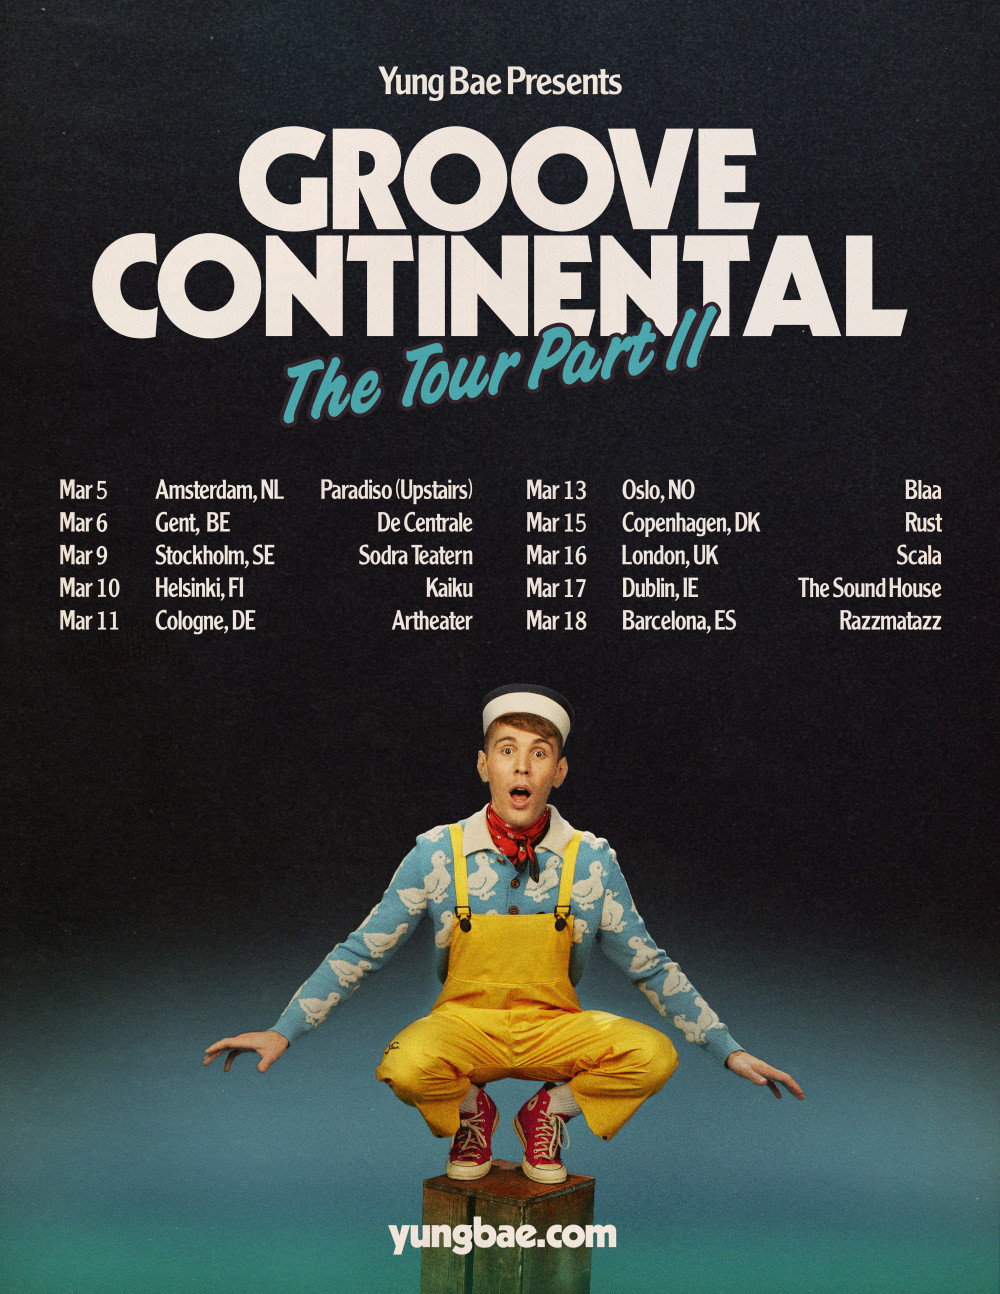 Yung Bae Presents
GROOVE
CONTINENTAL
The Tour Part II
Mar 5 Amsterdam, NL Paradiso (Upstairs)
Mar 6 Gent, BE De Centrale
Mar 9 Stockholm, SE Sodra Teatern
Mar 10 Helsinki, FI Kaiku
Mar 11 Cologne, DE Artheater
Mar 13 Oslo, NO Blaa
Mar 15 Copenhagen, DK Rust
Mar 16 London, UK Scala
Mar 17 Dublin, IE The Sound House
Mar 18 Barcelona, ES Razzmatazz
yungbae.com